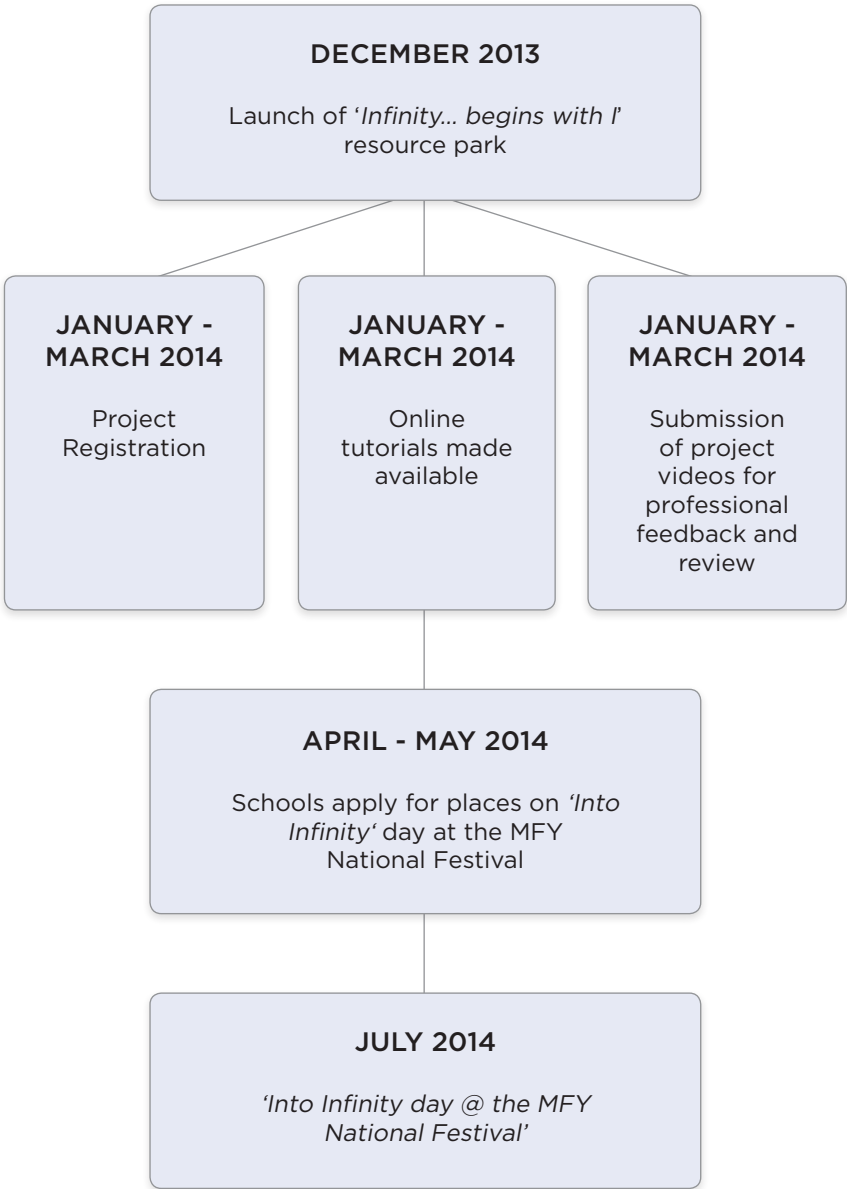 DECEMBER 2013
Launch of ‘Infinity... begins with I’
resource park
JANUARY -
MARCH 2014
Project
Registration
JANUARY -
MARCH 2014
Online
tutorials made
available
JANUARY -
MARCH 2014
Submission
of project
videos for
professional
feedback and
review
APRIL - MAY 2014
Schools apply for places on ‘Into
Infinity‘ day at the MFY
National Festival
JULY 2014
‘Into Infinity day @ the MFY
National Festival’